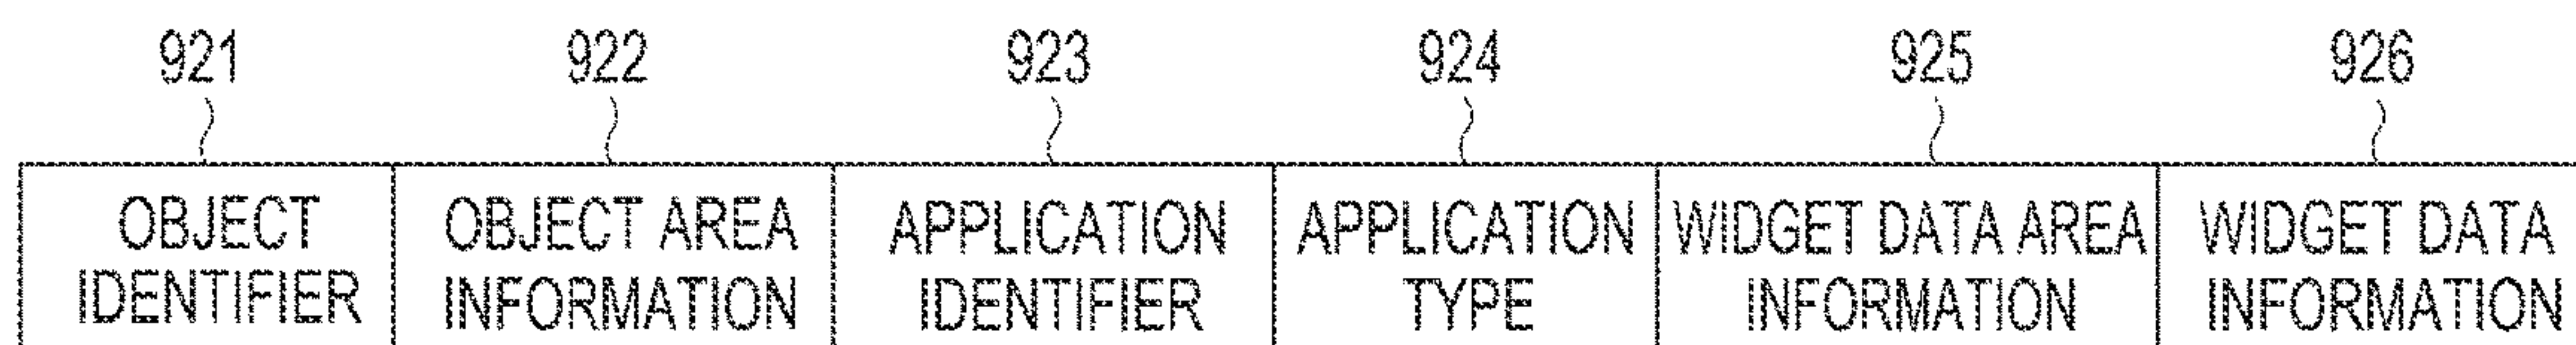 921 922 923 924 925 926
OBJECT IDENTIFIER OBJECT AREA INFORMATION APPLICATION IDENTIFIER APPLICATION TYPE WIDGET DATA AREA INFORMATION WIDGET DATA INFORMATION